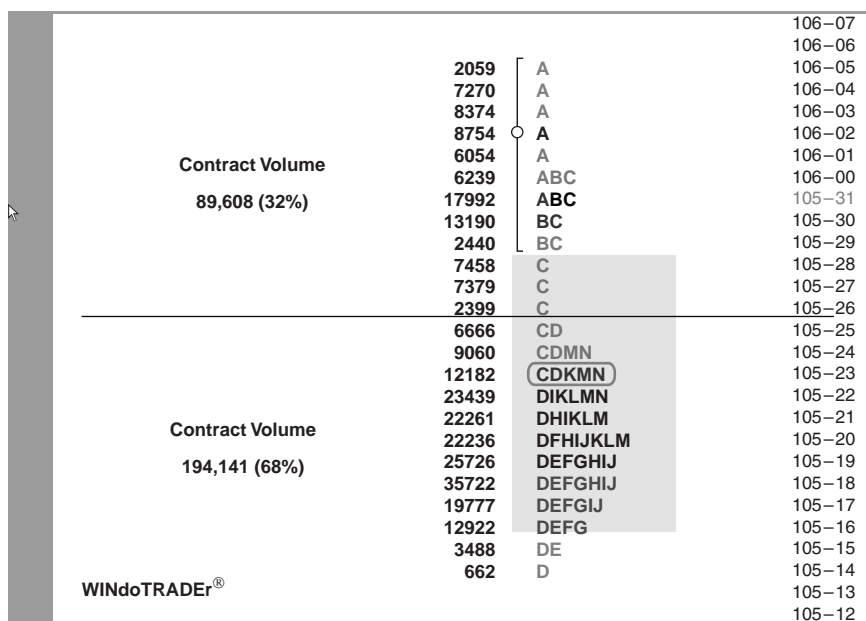 106–07
106–06
2059 A 106–05
7270 A 106–04
8374 A 106–03
8754 A 106–02
6054 A 106–01
Contract Volume
6239 ABC 106–00
89,608 (32%)
17992 ABC 105–31
13190 BC 105–30
2440 BC 105–29
7458 C 105–28
7379 C 105–27
2399 C 105–26
6666 CD 105–25
9060 CDMN 105–24
12182 CDKMN 105–23
23439 DIKLMN 105–22
22261 DHIKLM 105–21
Contract Volume
22236 DFHIJKLM 105–20
194,141 (68%)
25726 DEFGHIJ 105–19
35722 DEFGHIJ 105–18
19777 DEFGIJ 105–17
12922 DEFG 105–16
3488 DE 105–15
662 D 105–14
WINdoTRADEr®
105–13
105–12